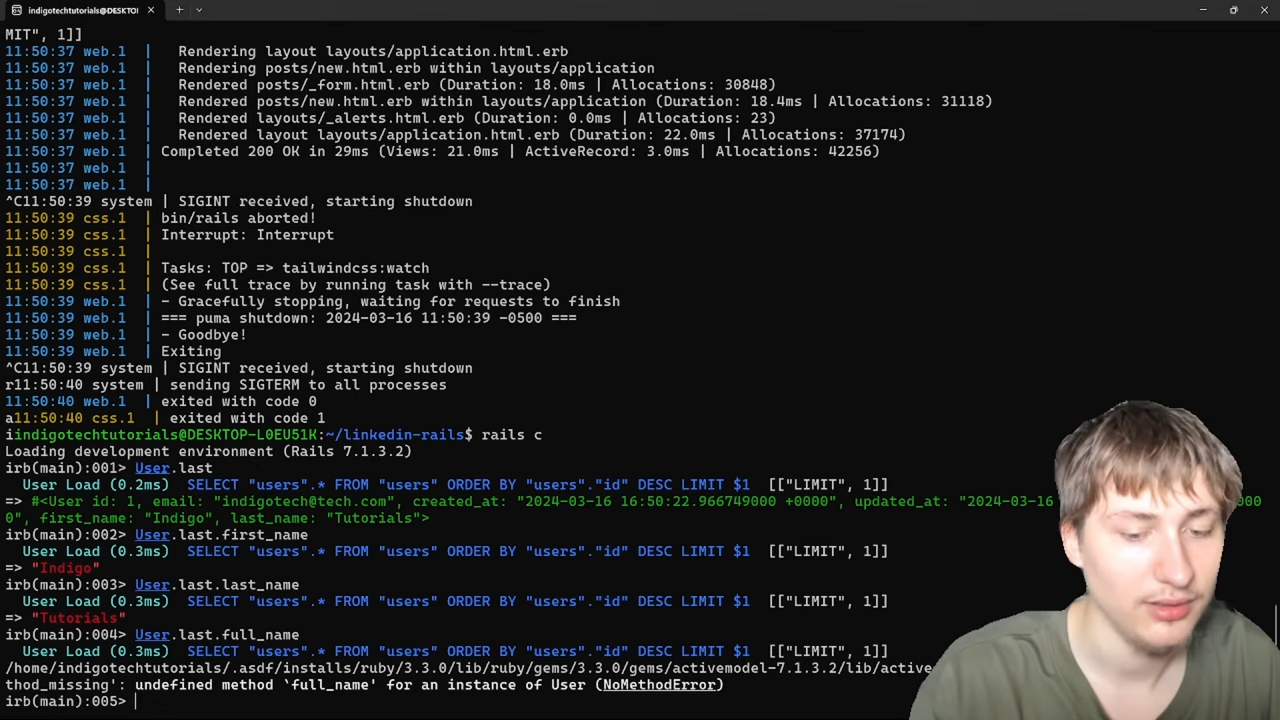 indigotechtutorials@DESKTO
MIT", 1]]
11:50:37 web.1  |   Rendering layout layouts/application.html.erb
11:50:37 web.1  |   Rendering posts/new.html.erb within layouts/application
11:50:37 web.1  |   Rendered posts/_form.html.erb (Duration: 18.0ms | Allocations: 30848)
11:50:37 web.1  |   Rendered posts/new.html.erb within layouts/application (Duration: 18.4ms | Allocations: 31118)
11:50:37 web.1  |   Rendered layouts/_alerts.html.erb (Duration: 0.0ms | Allocations: 23)
11:50:37 web.1  |   Rendered layout layouts/application.html.erb (Duration: 22.0ms | Allocations: 37174)
11:50:37 web.1  | Completed 200 OK in 29ms (Views: 21.0ms | ActiveRecord: 3.0ms | Allocations: 42256)
11:50:37 web.1  |
11:50:37 web.1  |
^C11:50:39 system | SIGINT received, starting shutdown
11:50:39 css.1  | bin/rails aborted!
11:50:39 css.1  | Interrupt: Interrupt
11:50:39 css.1  |
11:50:39 css.1  | Tasks: TOP => tailwindcss:watch
11:50:39 css.1  | (See full trace by running task with --trace)
11:50:39 web.1  | - Gracefully stopping, waiting for requests to finish
11:50:39 web.1  | === puma shutdown: 2024-03-16 11:50:39 -0500 ===
11:50:39 web.1  | - Goodbye!
11:50:39 web.1  | Exiting
^C11:50:39 system | SIGINT received, starting shutdown
r11:50:40 system | sending SIGTERM to all processes
11:50:40 web.1  | exited with code 0
a11:50:40 css.1  | exited with code 1
iindigotechtutorials@DESKTOP-L0EU51K:~/linkedin-rails$ rails c
Loading development environment (Rails 7.1.3.2)
irb(main):001> User.last
  User Load (0.2ms)  SELECT "users".* FROM "users" ORDER BY "users"."id" DESC LIMIT $1  [["LIMIT", 1]]
=> #<User id: 1, email: "indigotech@tech.com", created_at: "2024-03-16 16:50:22.966749000 +0000", updated_at: "2024-03-16 000
0", first_name: "Indigo", last_name: "Tutorials">
irb(main):002> User.last.first_name
  User Load (0.3ms)  SELECT "users".* FROM "users" ORDER BY "users"."id" DESC LIMIT $1  [["LIMIT", 1]]
=> "Indigo"
irb(main):003> User.last.last_name
  User Load (0.3ms)  SELECT "users".* FROM "users" ORDER BY "users"."id" DESC LIMIT $1  [["LIMIT", 1]]
=> "Tutorials"
irb(main):004> User.last.full_name
  User Load (0.3ms)  SELECT "users".* FROM "users" ORDER BY "users"."id" DESC LIMIT $1  [["LIMIT", 1]]
/home/indigotechtutorials/.asdf/installs/ruby/3.3.0/lib/ruby/gems/3.3.0/gems/activemodel-7.1.3.2/lib/active
thod_missing': undefined method `full_name' for an instance of User (NoMethodError)
irb(main):005>